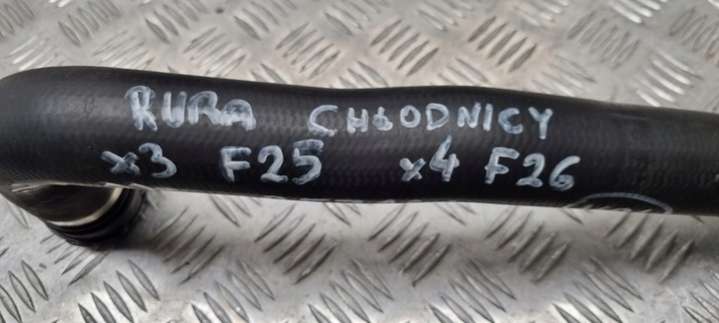 RURA CHŁODNICY
x3 F25 x4 F26